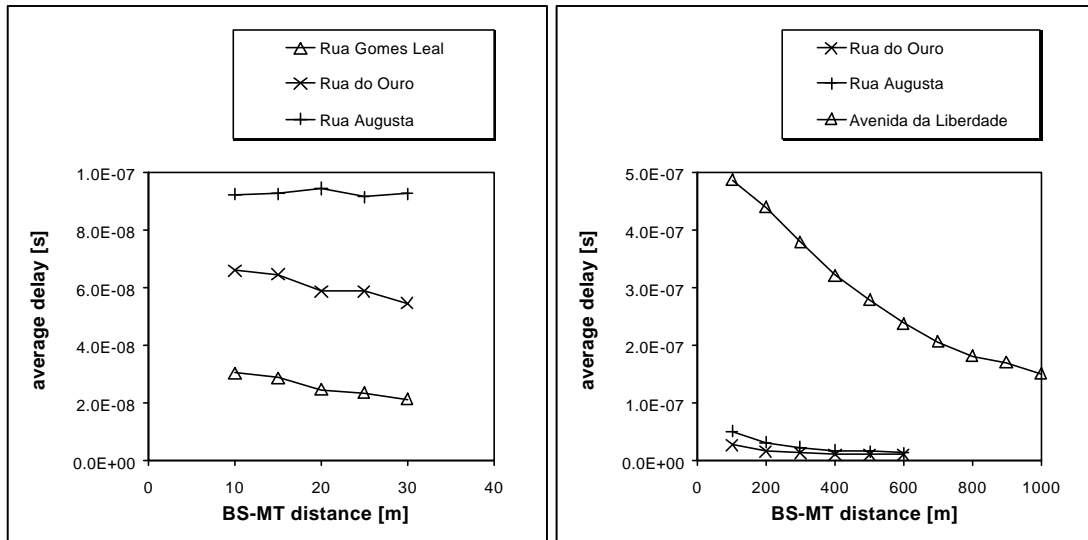 Rua Gomes Leal
Rua do Ouro
Rua Augusta
1.0E-07
8.0E-08
6.0E-08
4.0E-08
2.0E-08
0.0E+00
average delay [s]
0 10 20 30 40
BS-MT distance [m]
Rua do Ouro
Rua Augusta
Avenida da Liberdade
5.0E-07
4.0E-07
3.0E-07
2.0E-07
1.0E-07
0.0E+00
average delay [s]
0 200 400 600 800 1000
BS-MT distance [m]